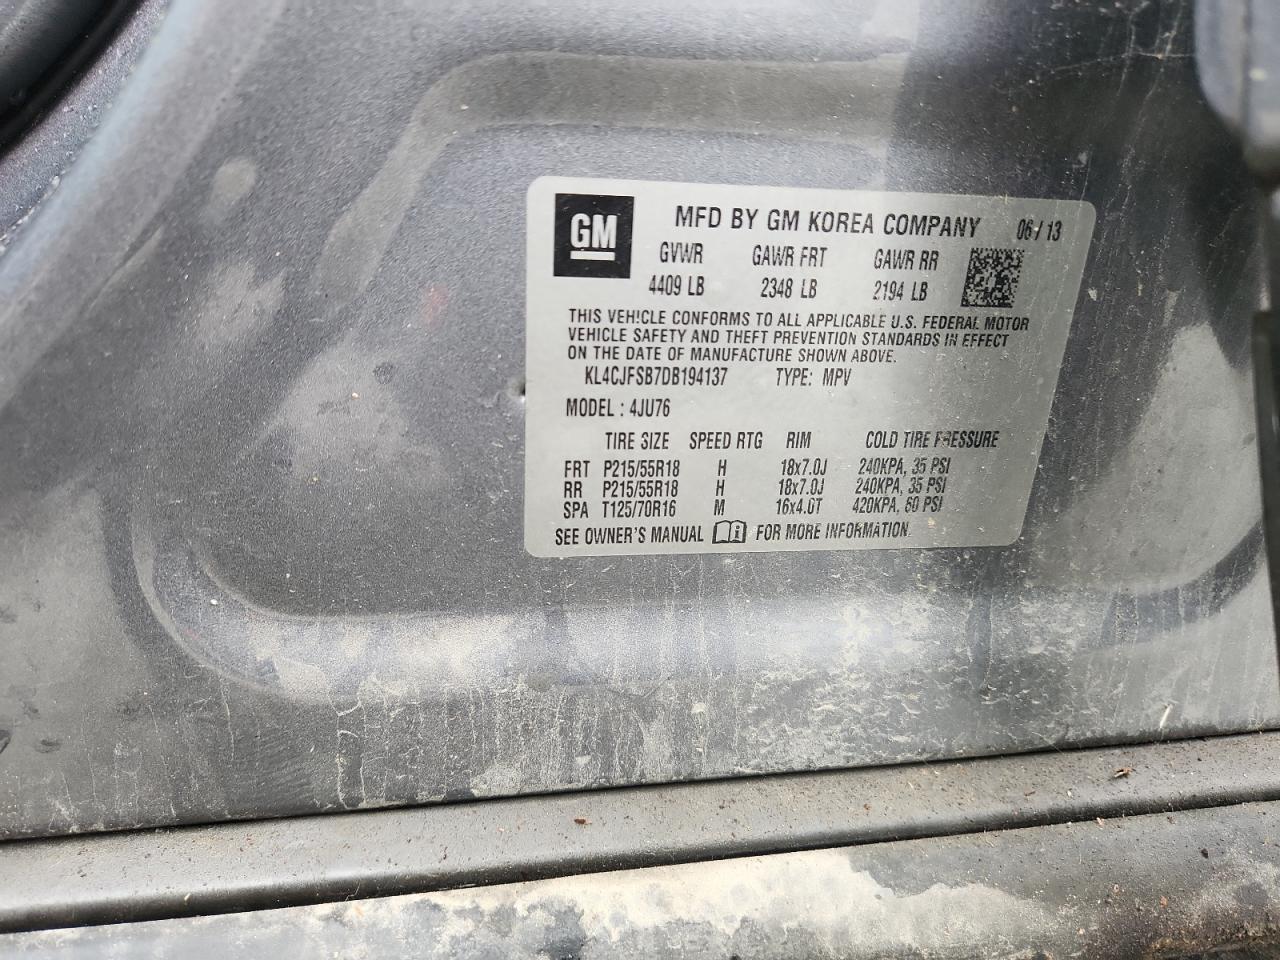 GM MFD BY GM KOREA COMPANY 06/13
GVWR GAWR FRT GAWR RR
4409 LB 2348 LB 2194 LB
THIS VEHICLE CONFORMS TO ALL APPLICABLE U.S. FEDERAL MOTOR
VEHICLE SAFETY AND THEFT PREVENTION STANDARDS IN EFFECT
ON THE DATE OF MANUFACTURE SHOWN ABOVE.
KL4CJFSB7DB194137 TYPE: MPV
MODEL : 4JU76
TIRE SIZE SPEED RTG RIM COLD TIRE PRESSURE
FRT P215/55R18 H 18x7.0J 240KPA, 35 PSI
RR P215/55R18 H 18x7.0J 240KPA, 35 PSI
SPA T125/70R16 M 16x4.0T 420KPA, 60 PSI
SEE OWNER'S MANUAL FOR MORE INFORMATION.